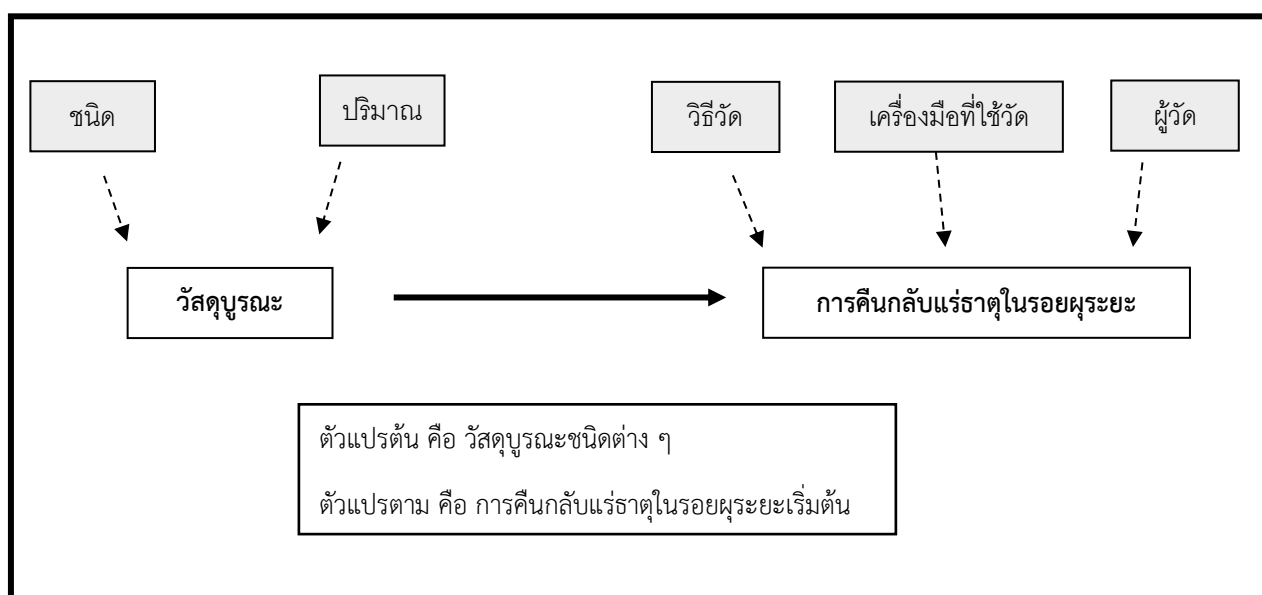 ชนิด
ปริมาณ
วิธีวัด
เครื่องมือที่ใช้วัด
ผู้วัด
วัสดุบูรณะ
การคืนกลับแร่ธาตุในรอยผุระยะ
ตัวแปรต้น คือ วัสดุบูรณะชนิดต่าง ๆ
ตัวแปรตาม คือ การคืนกลับแร่ธาตุในรอยผุระยะเริ่มต้น